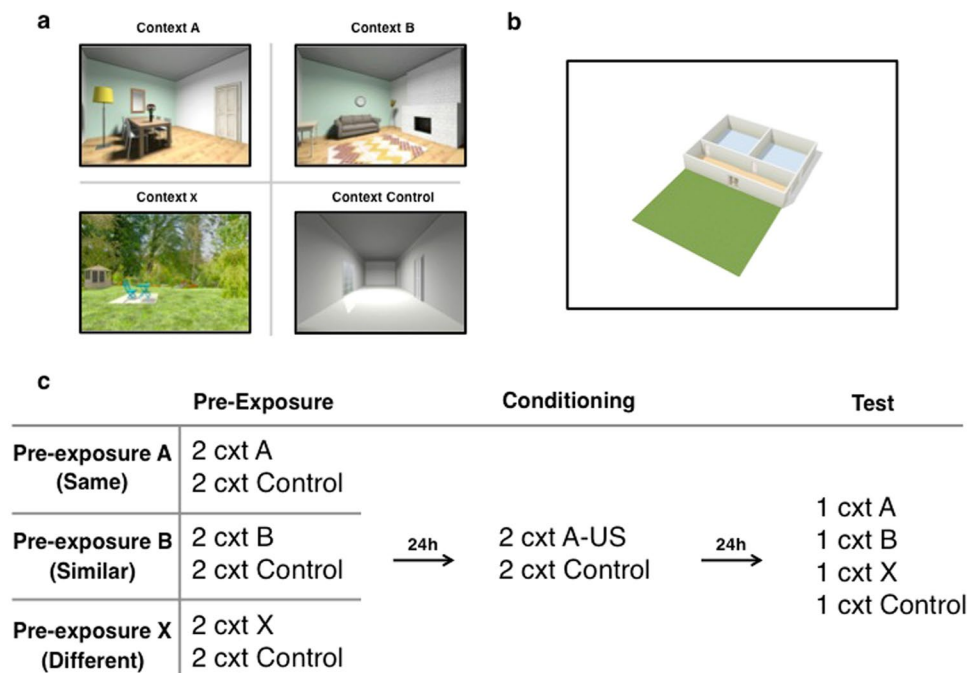 a
Context A
Context B
b
Context X
Context Control
c
Pre-Exposure
Conditioning
Test
Pre-exposure A
(Same)
2 cxt A
2 cxt Control
Pre-exposure B
(Similar)
2 cxt B
2 cxt Control
24h
2 cxt A-US
2 cxt Control
24h
1 cxt A
1 cxt B
1 cxt X
1 cxt Control
Pre-exposure X
(Different)
2 cxt X
2 cxt Control